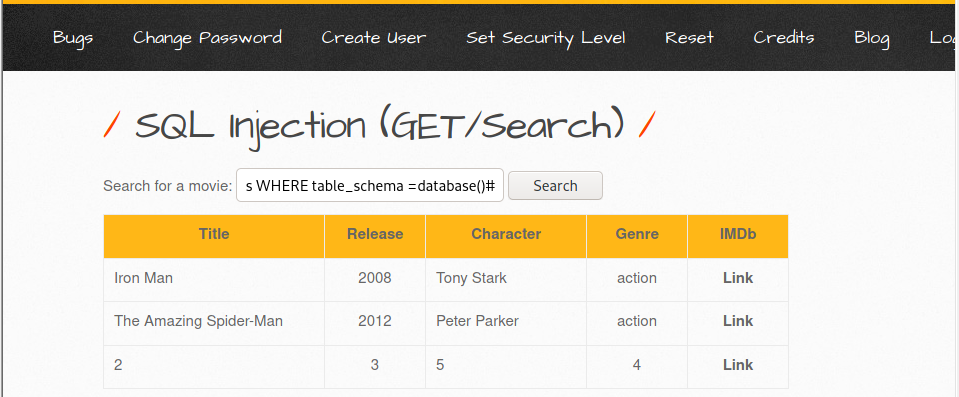 Bugs Change Password Create User Set Security Level Reset Credits Blog
/ SQL Injection (GET/Search) /
Search for a movie: s WHERE table_schema =database()# Search
Title Release Character Genre IMDb
Iron Man 2008 Tony Stark action Link
The Amazing Spider-Man 2012 Peter Parker action Link
2 3 5 4 Link